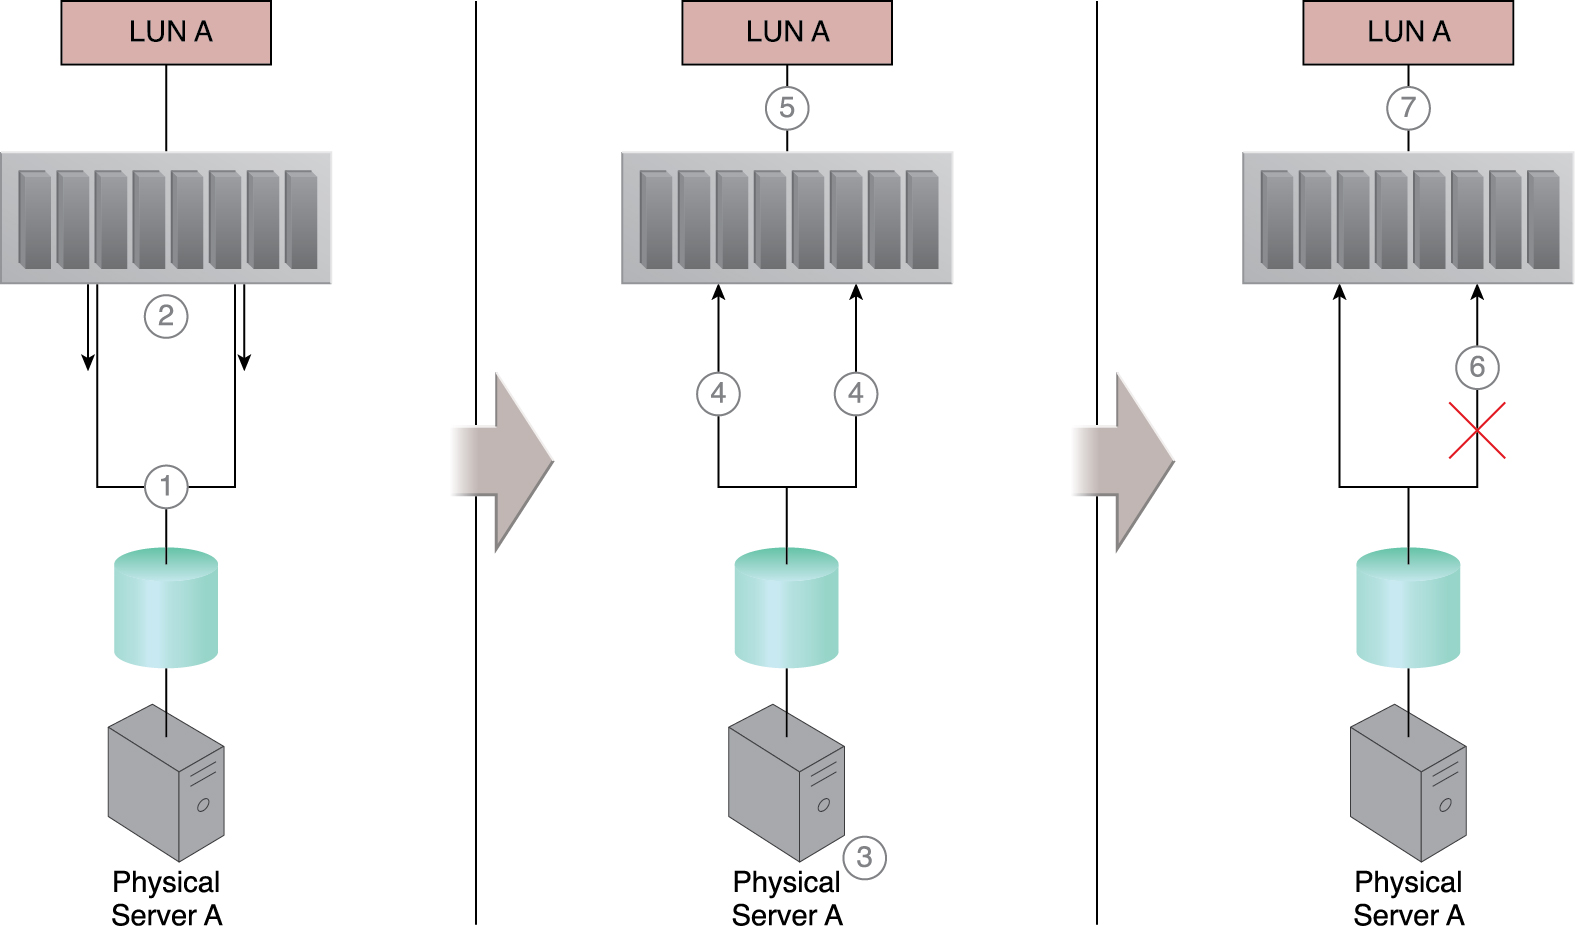 LUN A
2
1
Physical
Server A
LUN A
5
4
4
3
Physical
Server A
LUN A
7
6
Physical
Server A